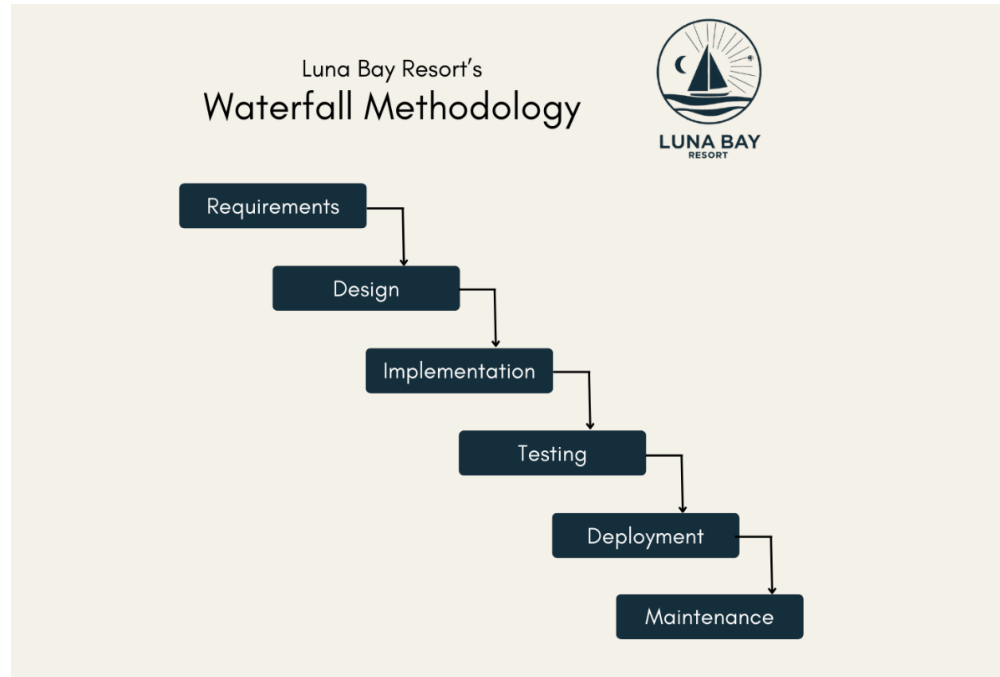 Luna Bay Resort's
Waterfall Methodology
LUNA BAY
RESORT
Requirements
Design
Implementation
Testing
Deployment
Maintenance